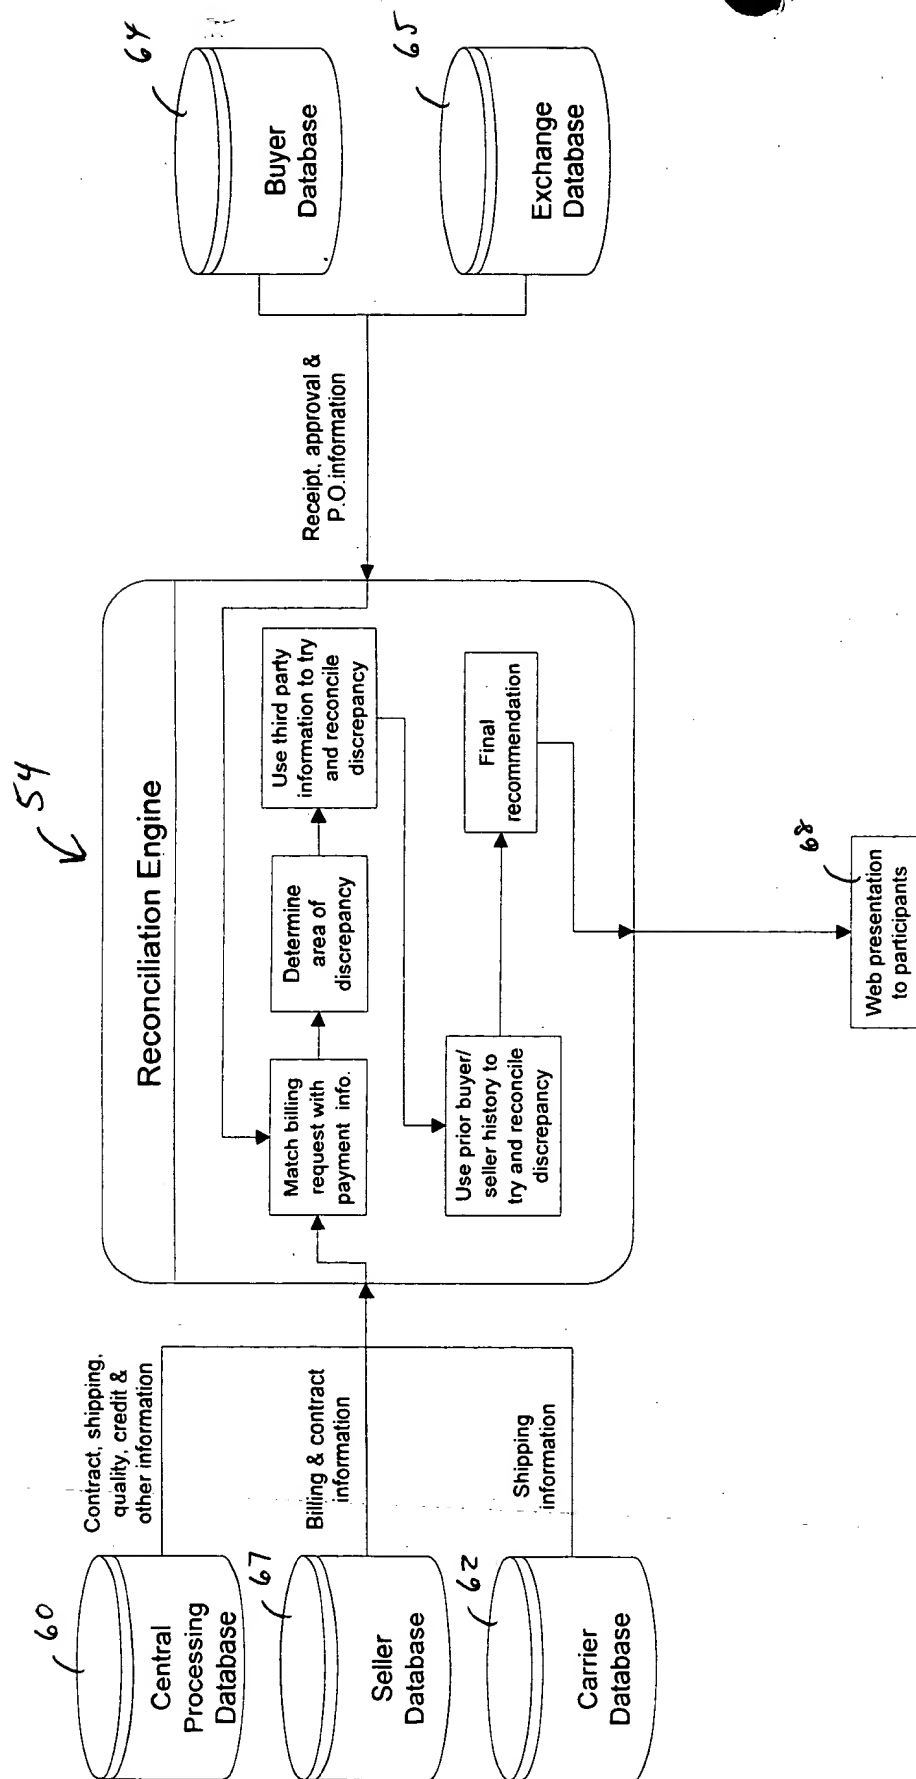 54
Reconciliation Engine
60
Central
Processing
Database
Contract, shipping,
quality, credit &
other information
67
Seller
Database
Billing & contract
information
62
Carrier
Database
Shipping
information
Match billing
request with
payment info.
Determine
area of
discrepancy
Use third party
information to try
and reconcile
discrepancy
Use prior buyer/
seller history to
try and reconcile
discrepancy
Final
recommendation
Receipt, approval &
P.O.information
64
Buyer
Database
65
Exchange
Database
68
Web presentation
to participants